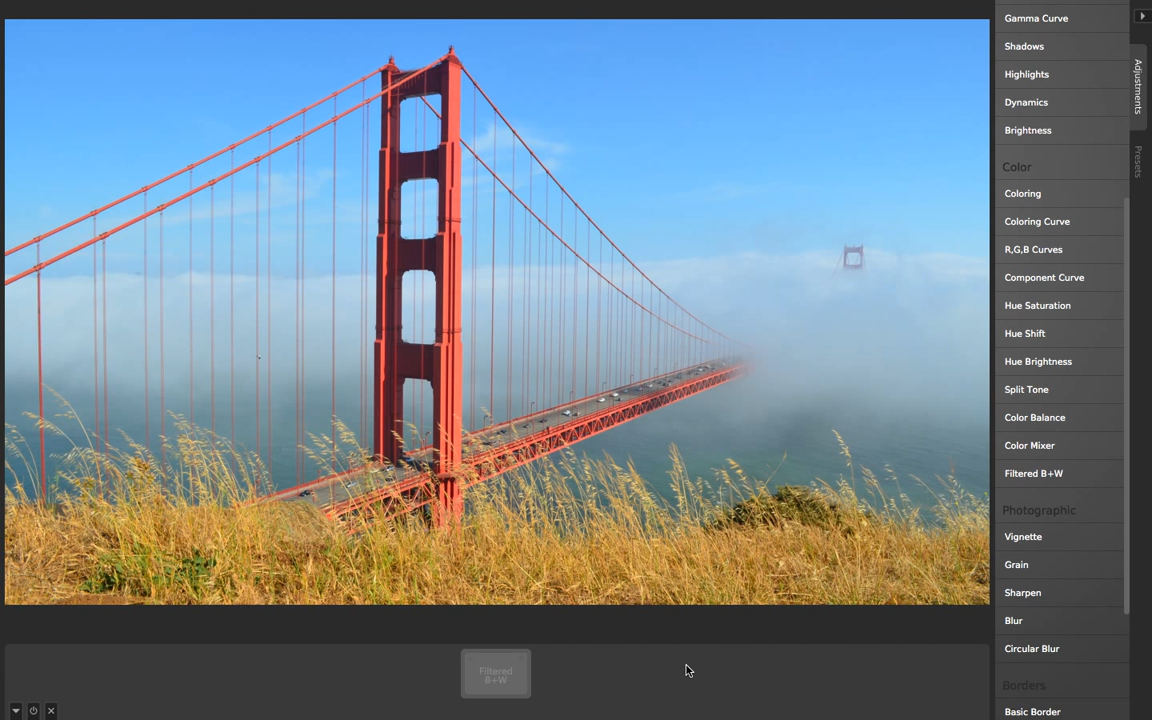 Gamma Curve
Shadows
Highlights
Dynamics
Brightness
Color
Coloring
Coloring Curve
R,G,B Curves
Component Curve
Hue Saturation
Hue Shift
Hue Brightness
Split Tone
Color Balance
Color Mixer
Filtered B+W
Photographic
Vignette
Grain
Sharpen
Blur
Circular Blur
Borders
Basic Border
Adjustments
Presets
Filtered
B+W